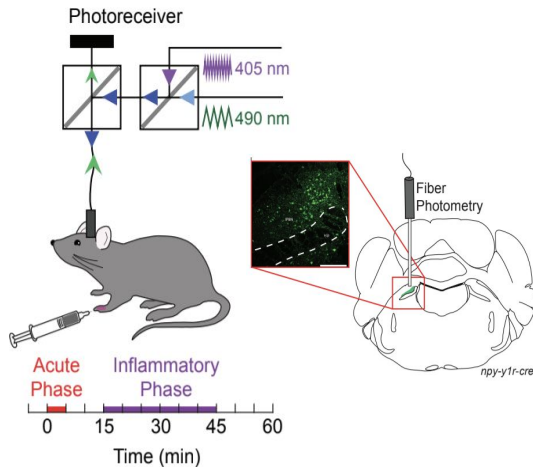 Photoreceiver
405 nm
490 nm
Fiber
Photometry
npy-y1r-cre
Acute
Phase
Inflammatory
Phase
0 15 30 45 60
Time (min)